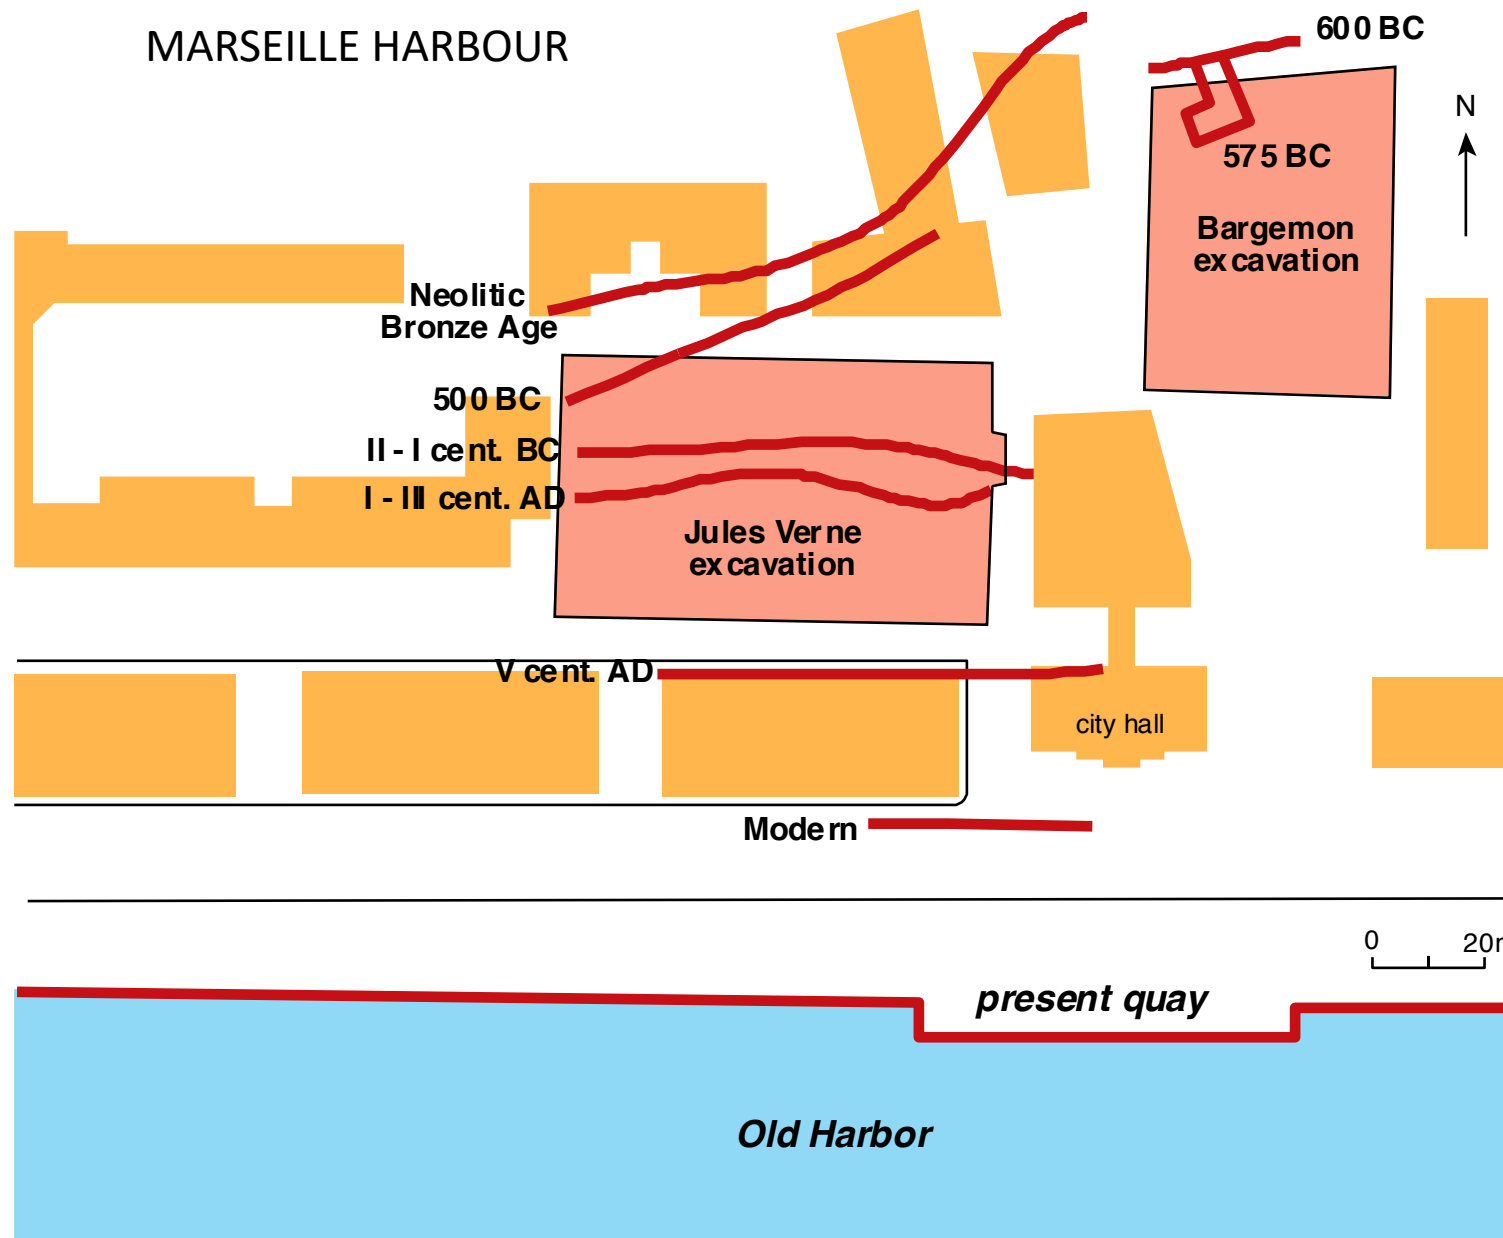 MARSEILLE HARBOUR
600 BC
N
575 BC
Bargemon
excavation
Neolitic
Bronze Age
500 BC
II - I cent. BC
I - III cent. AD
Jules Verne
excavation
V cent. AD
city hall
Modern
0 20m
present quay
Old Harbor